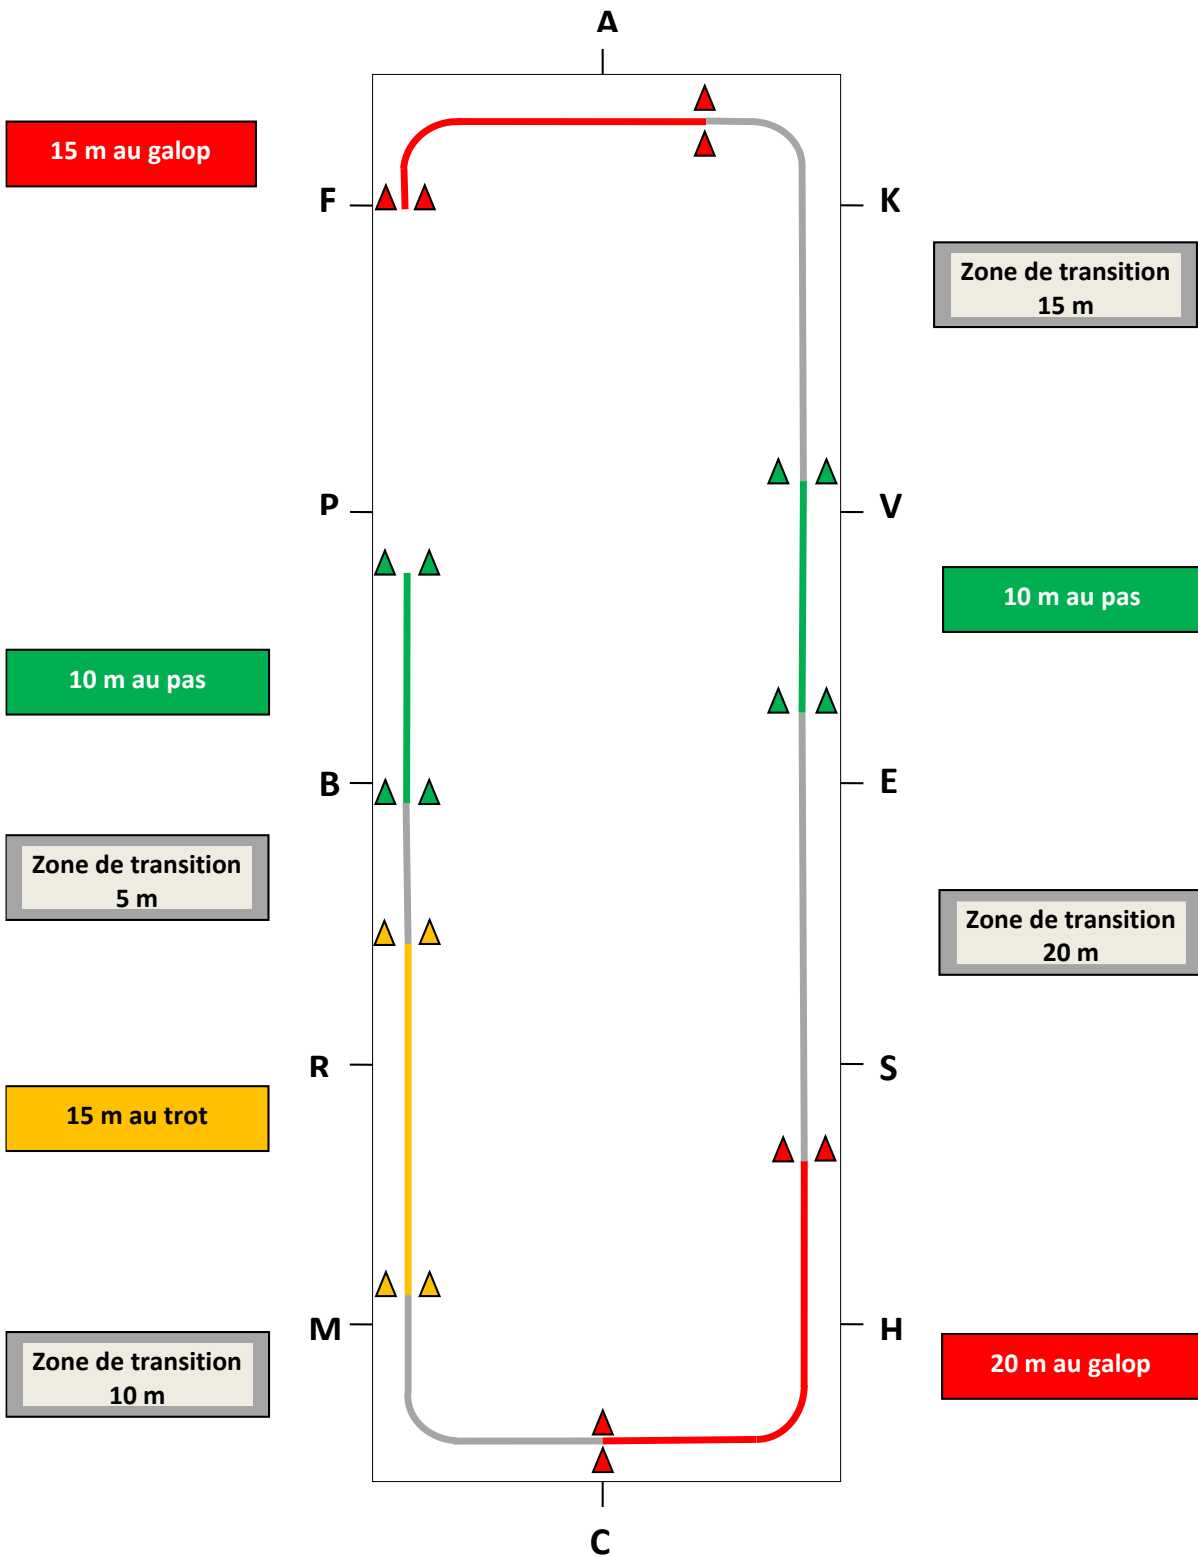 A
15 m au galop
F
K
Zone de transition
15 m
P
V
10 m au pas
10 m au pas
B
E
Zone de transition
5 m
Zone de transition
20 m
R
S
15 m au trot
M
H
Zone de transition
10 m
20 m au galop
C